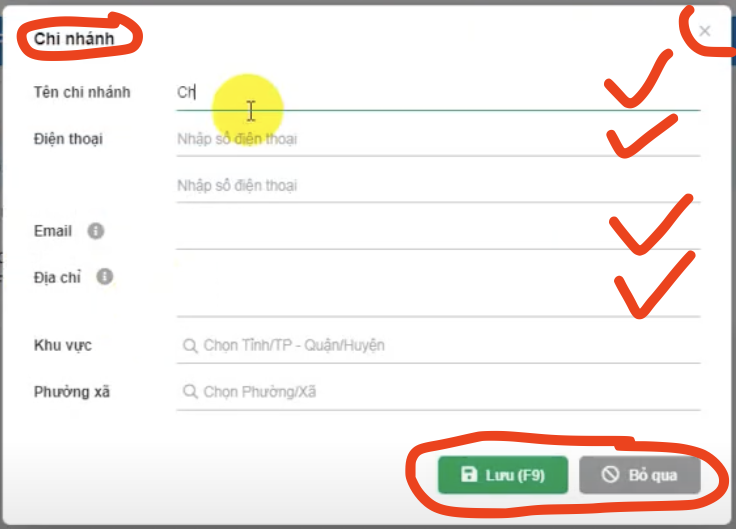 Chi nhánh
Tên chi nhánh Ch
Điện thoại Nhập số điện thoại
Nhập số điện thoại
Email
Địa chỉ
Khu vực Chọn Tỉnh/TP - Quận/Huyện
Phường xã Chọn Phường/Xã
Lưu (F9) Bỏ qua